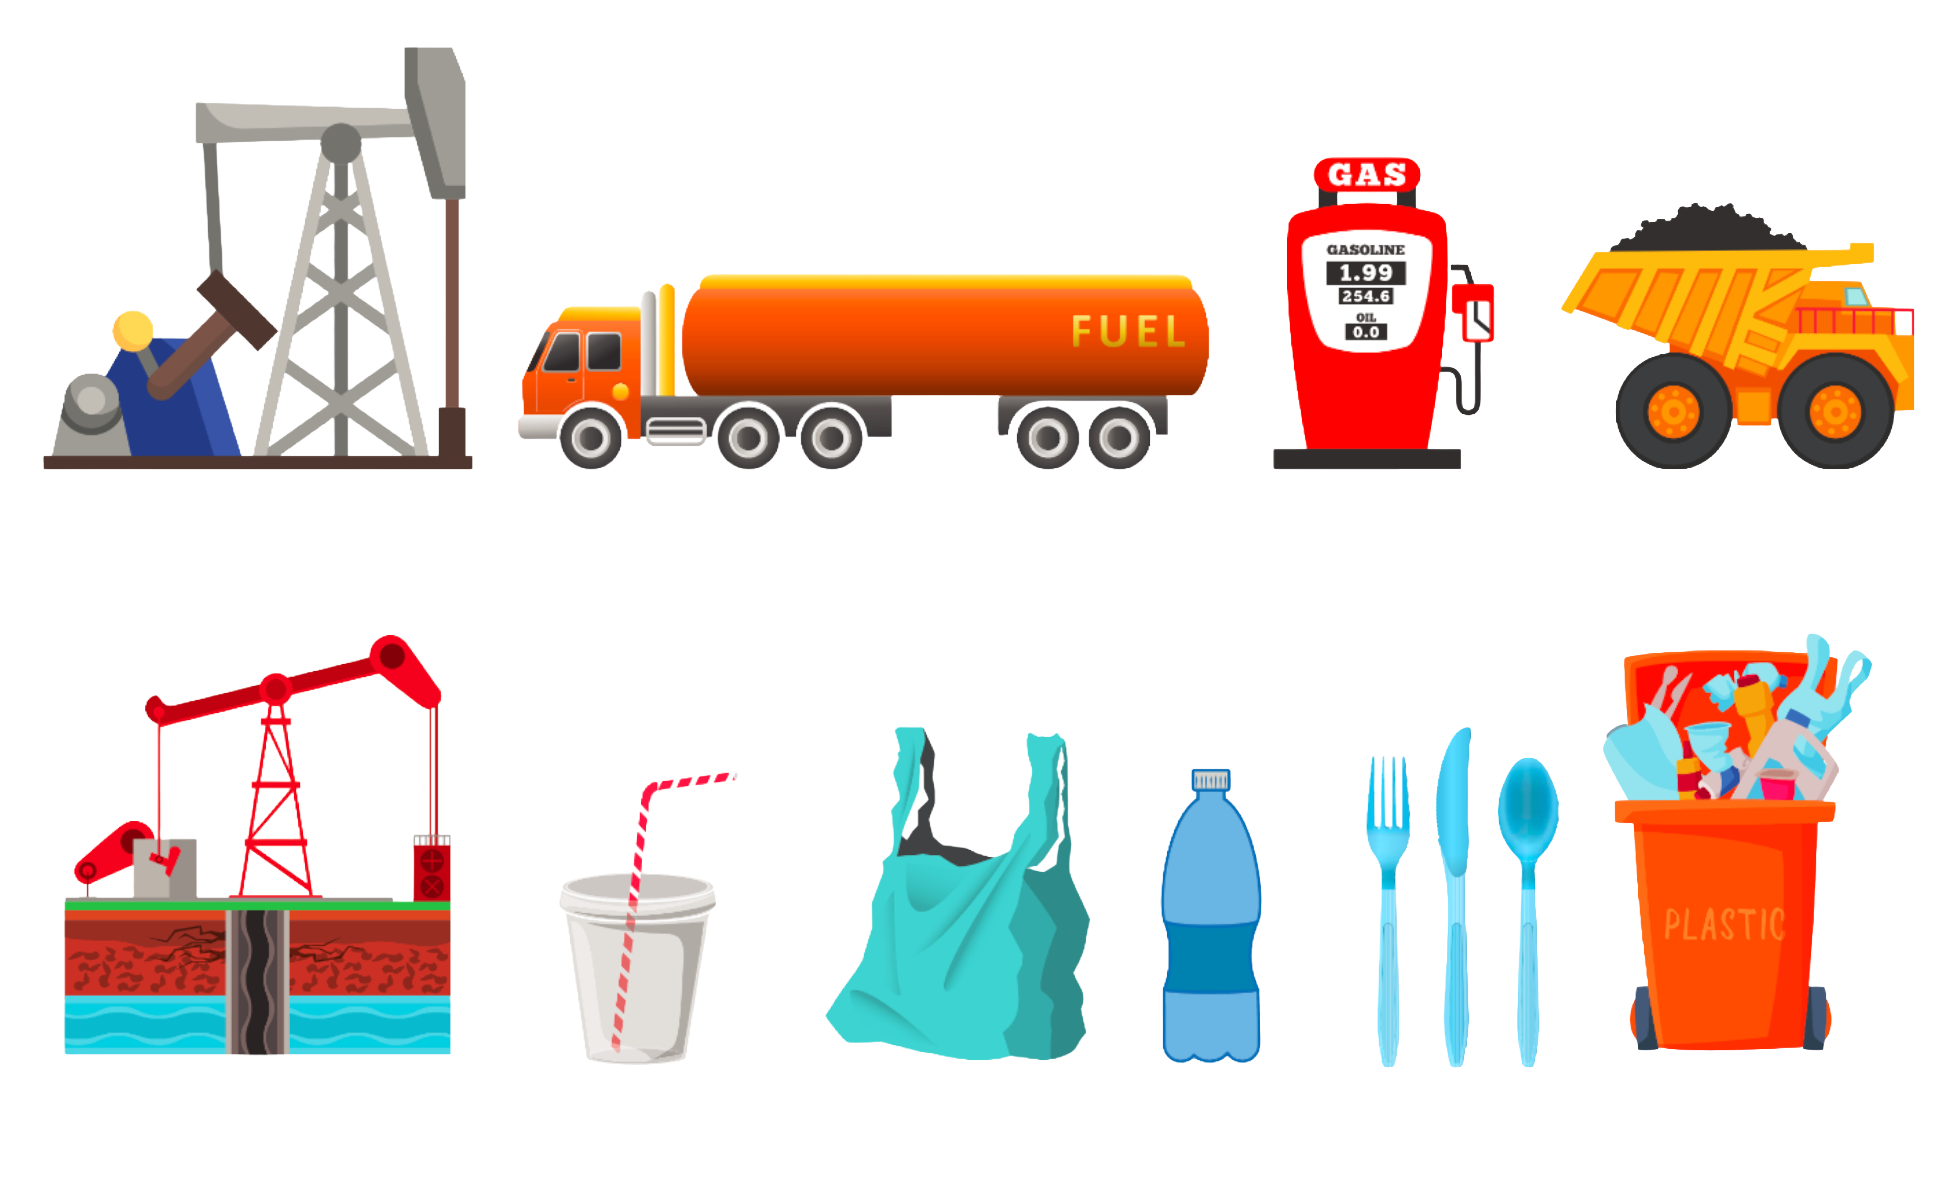 GAS
GASOLINE
1.99
254.6
OIL
0.0
FUEL
PLASTIC